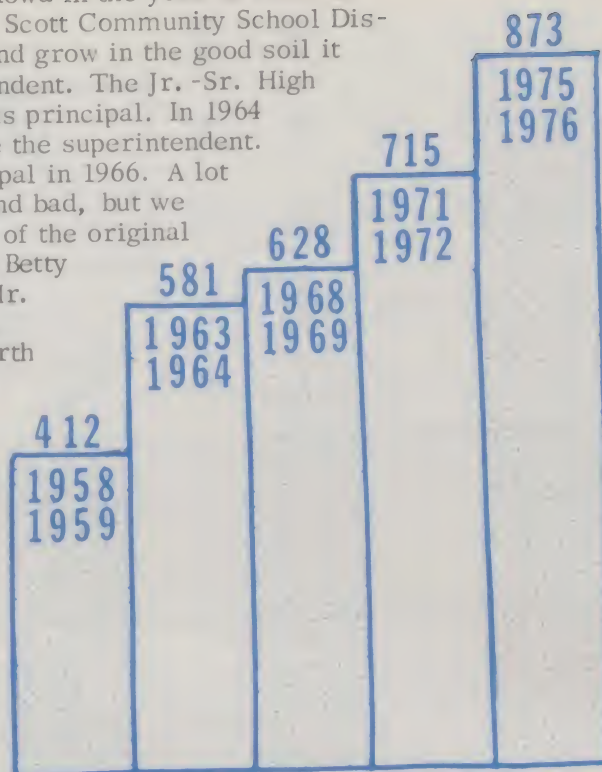 Scott Community School Dis-
nd grow in the good soil it
ndent. The Jr. -Sr. High
s principal. In 1964
the superintendent.
pal in 1966. A lot
nd bad, but we
of the original
Betty
r.
rth
873
1975
1976
715
1971
1972
628
1968
1969
581
1963
1964
412
1958
1959